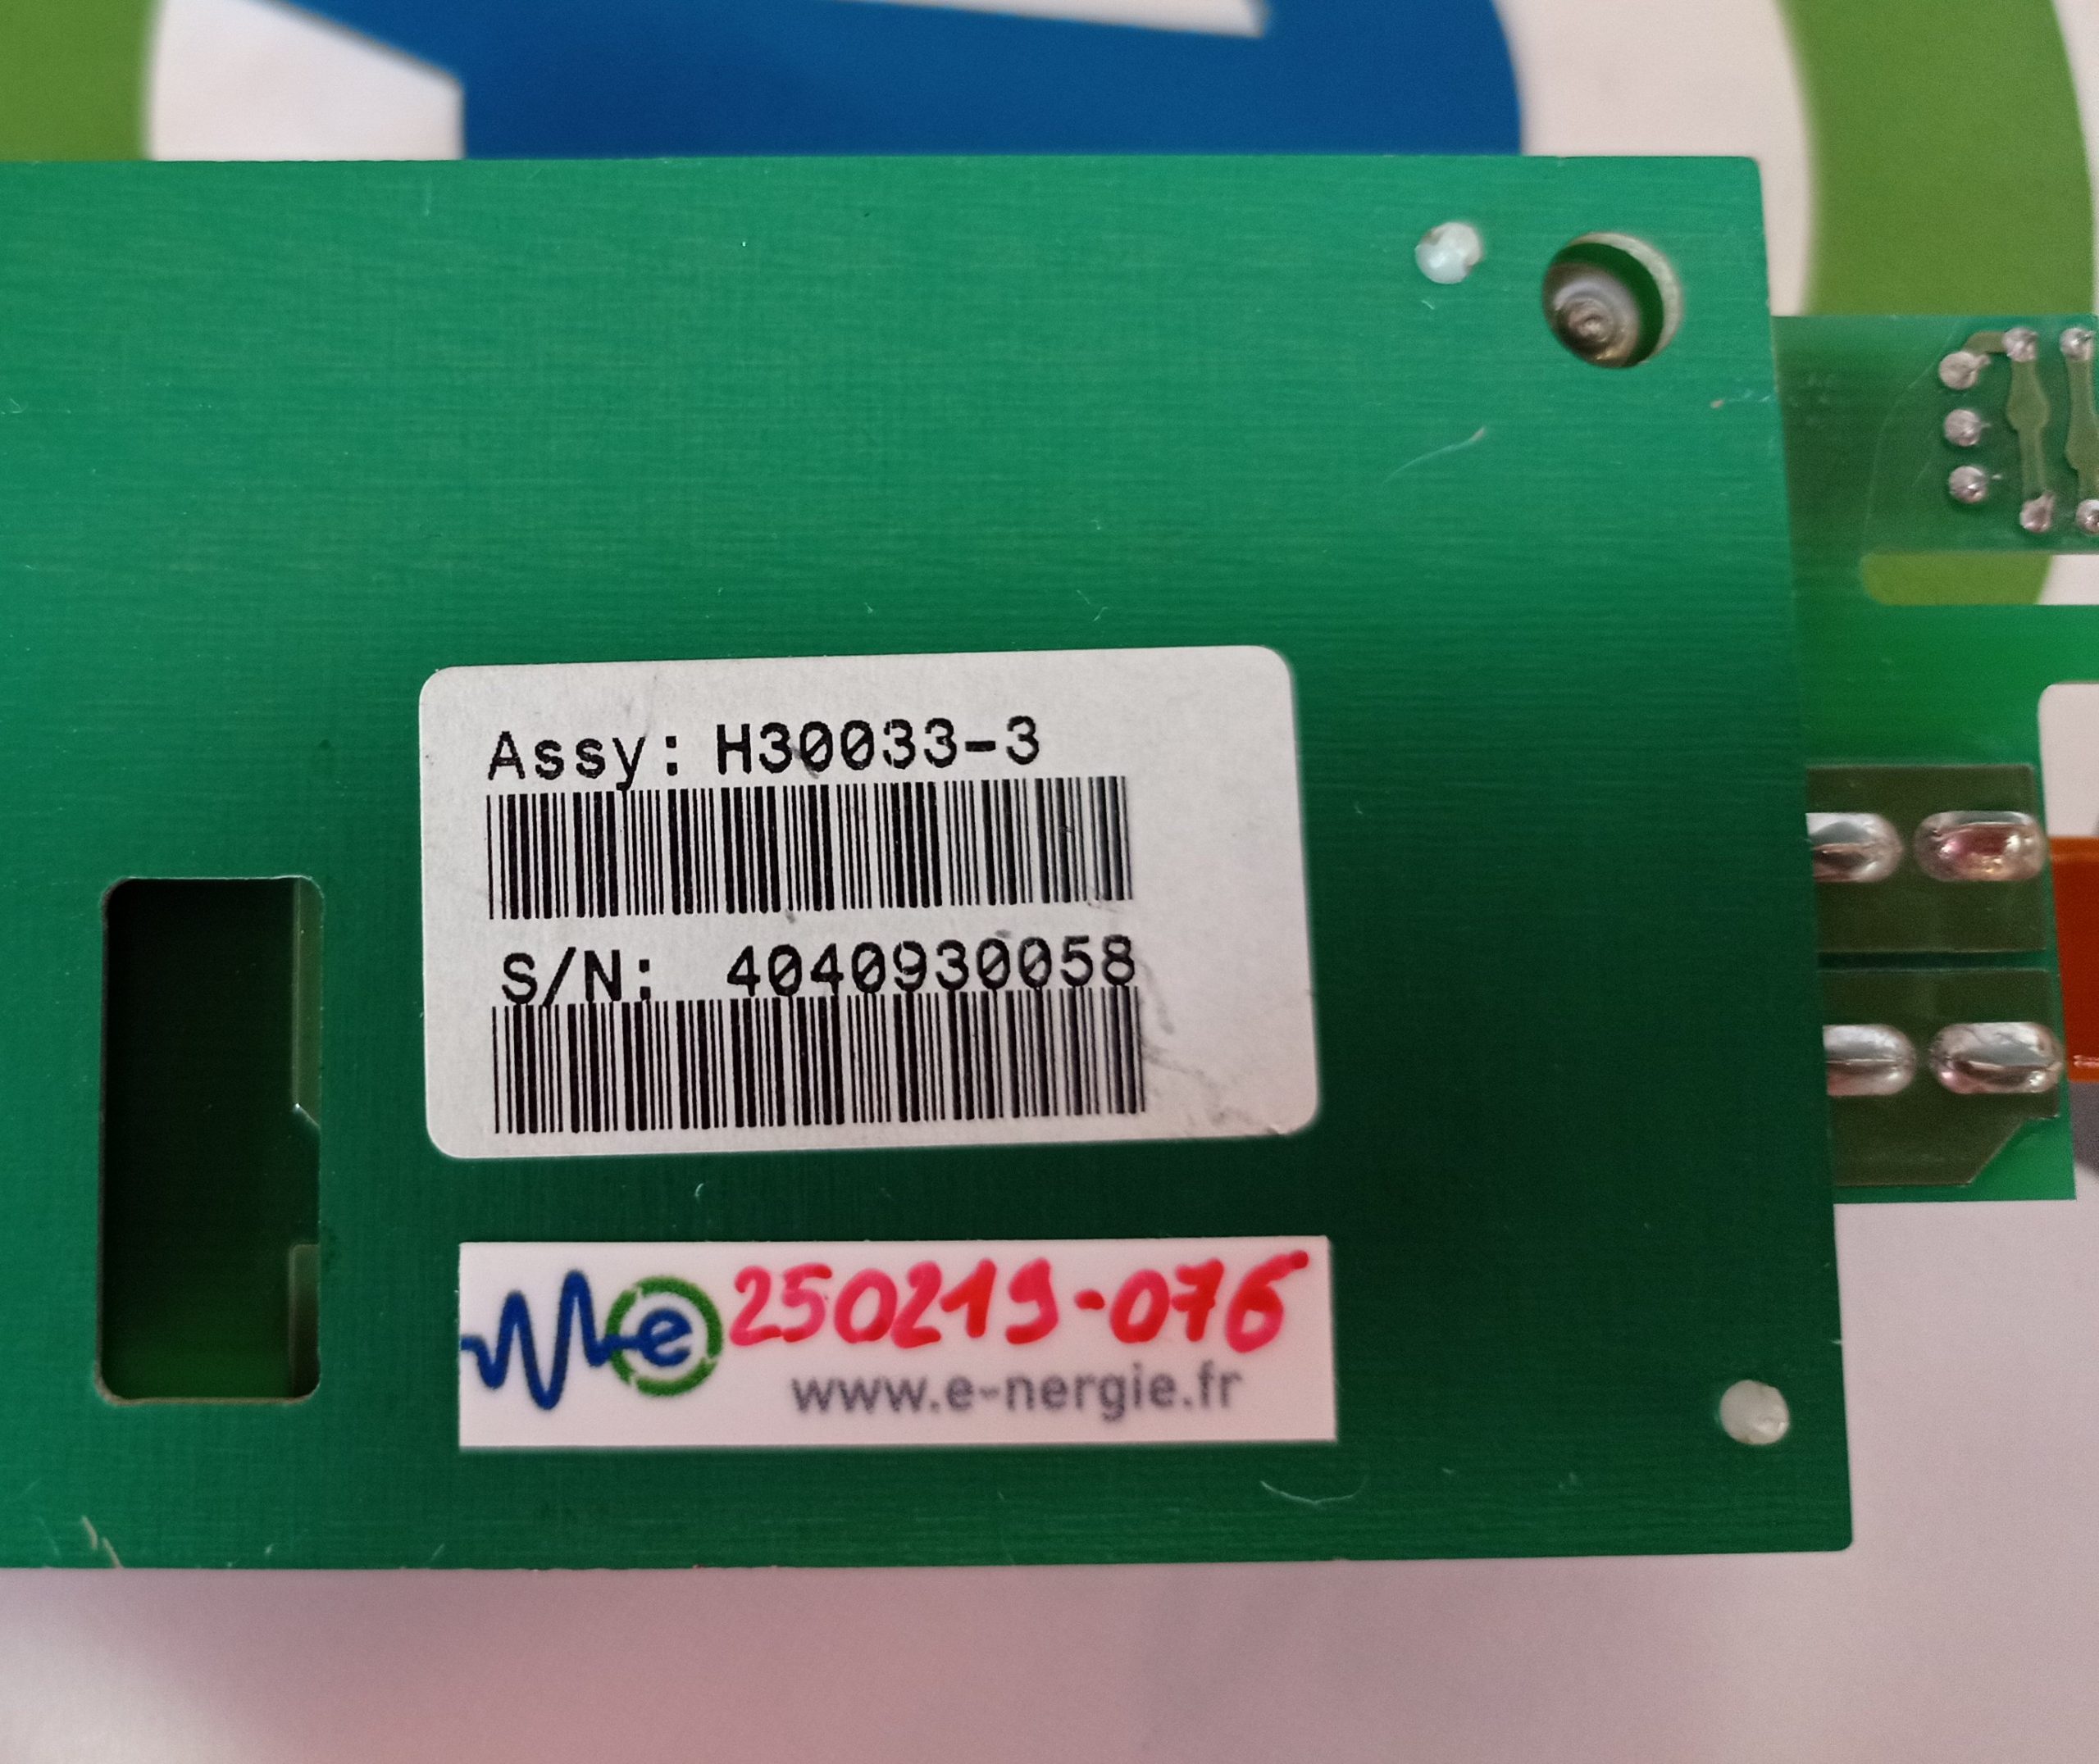 Assy: H30033-3
S/N: 4040930058
e 250219-076
www.e-nergie.fr